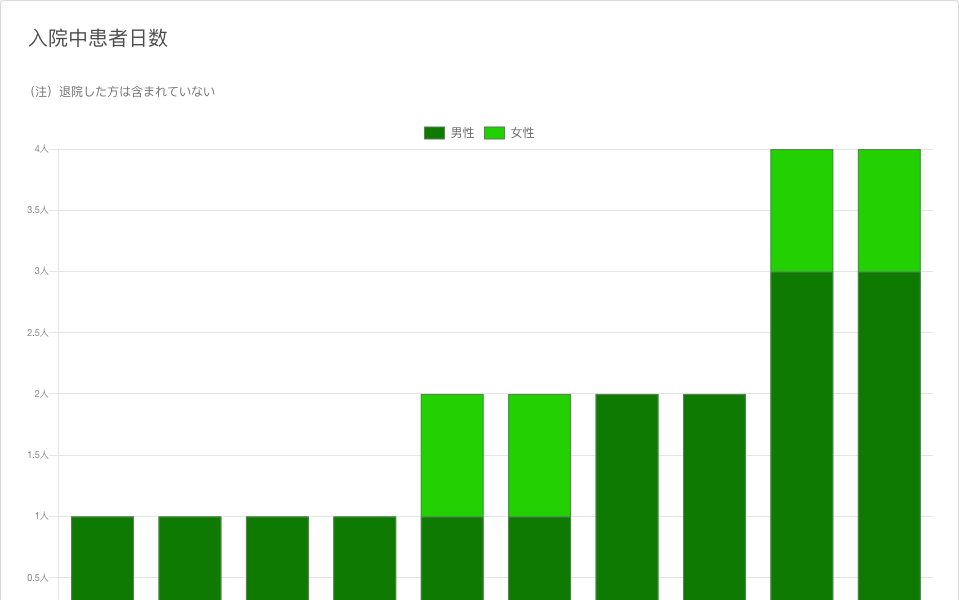 入院中患者日数
（注）退院した方は含まれていない
男性 女性
4人
3.5人
3人
2.5人
2人
1.5人
1人
0.5人